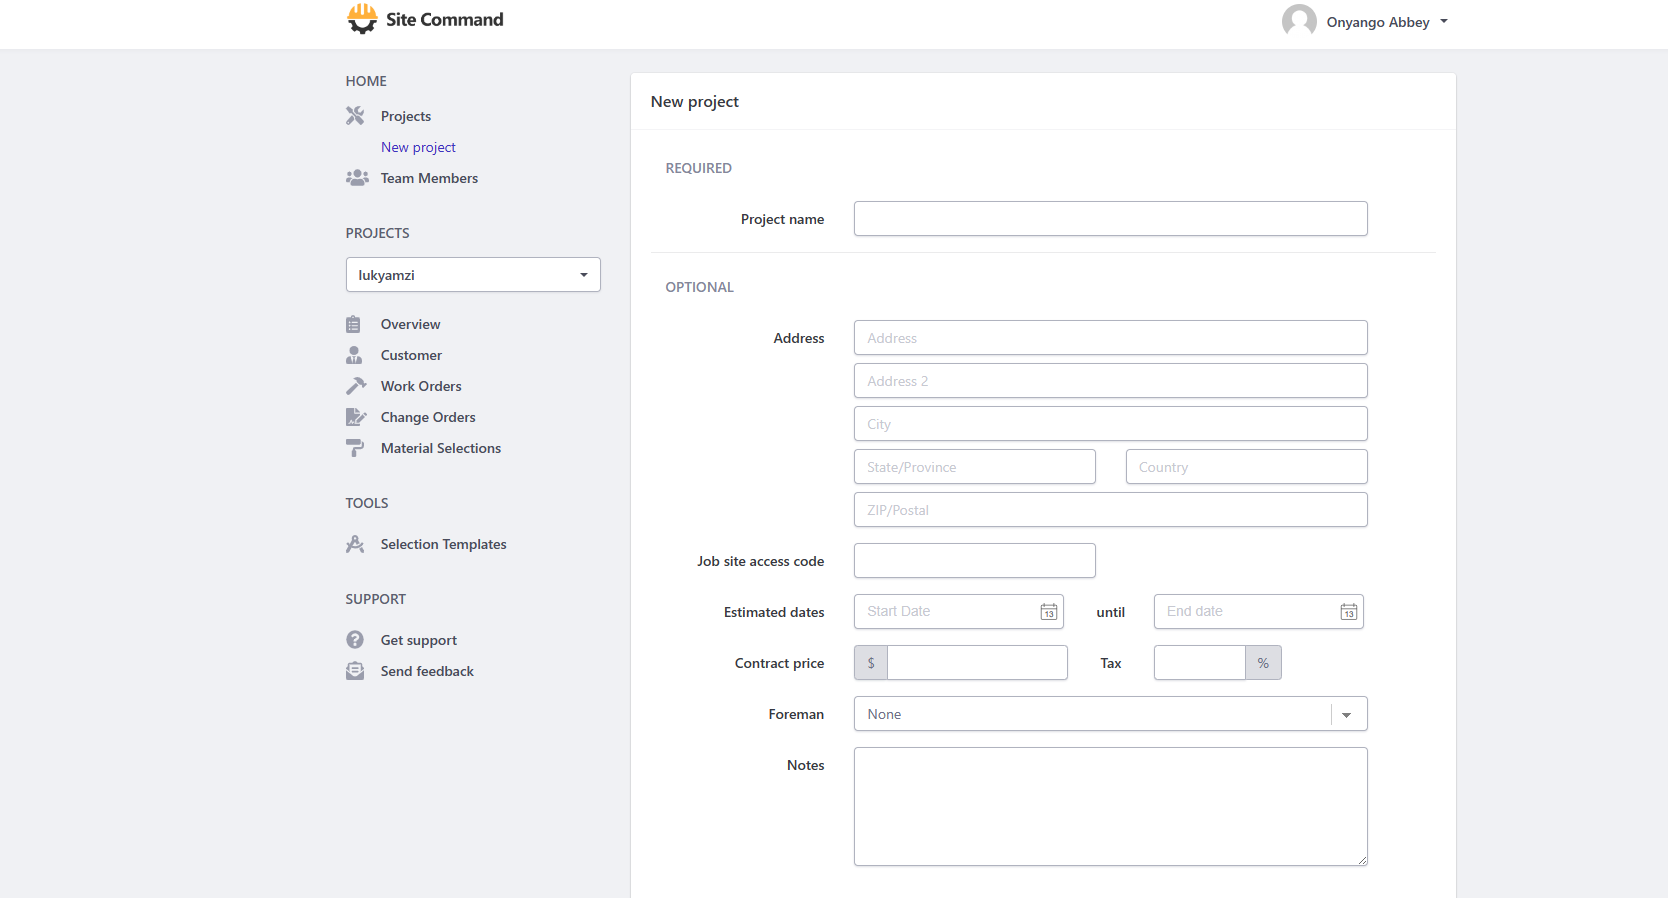 Site Command
Onyango Abbey
HOME
Projects
New project
Team Members
PROJECTS
lukyamzi
Overview
Customer
Work Orders
Change Orders
Material Selections
TOOLS
Selection Templates
SUPPORT
Get support
Send feedback
New project
REQUIRED
Project name
OPTIONAL
Address Address
Address 2
City
State/Province Country
ZIP/Postal
Job site access code
Estimated dates Start Date 13 until End date 13
Contract price $ Tax %
Foreman None
Notes